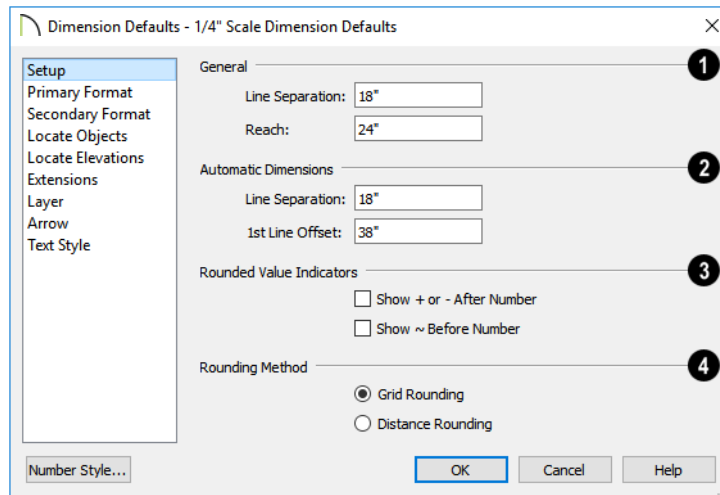 Dimension Defaults - 1/4" Scale Dimension Defaults
Setup
Primary Format
Secondary Format
Locate Objects
Locate Elevations
Extensions
Layer
Arrow
Text Style
General
1
Line Separation: 18"
Reach: 24"
Automatic Dimensions
2
Line Separation: 18"
1st Line Offset: 38"
Rounded Value Indicators
3
Show + or - After Number
Show ~ Before Number
Rounding Method
4
Grid Rounding
Distance Rounding
Number Style...
OK
Cancel
Help